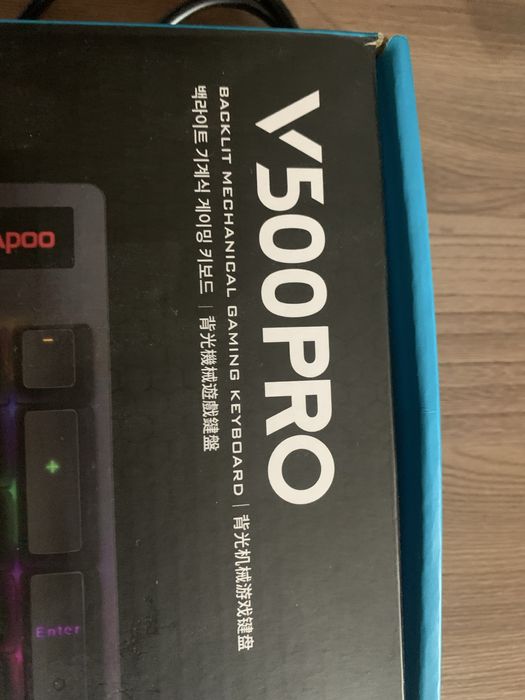 V500PRO
BACKLIT MECHANICAL GAMING KEYBOARD | 背光机械游戏键盘
백라이트 기계식 게이밍 키보드 | 背光機械遊戲鍵盤
apoo
-
+
Enter